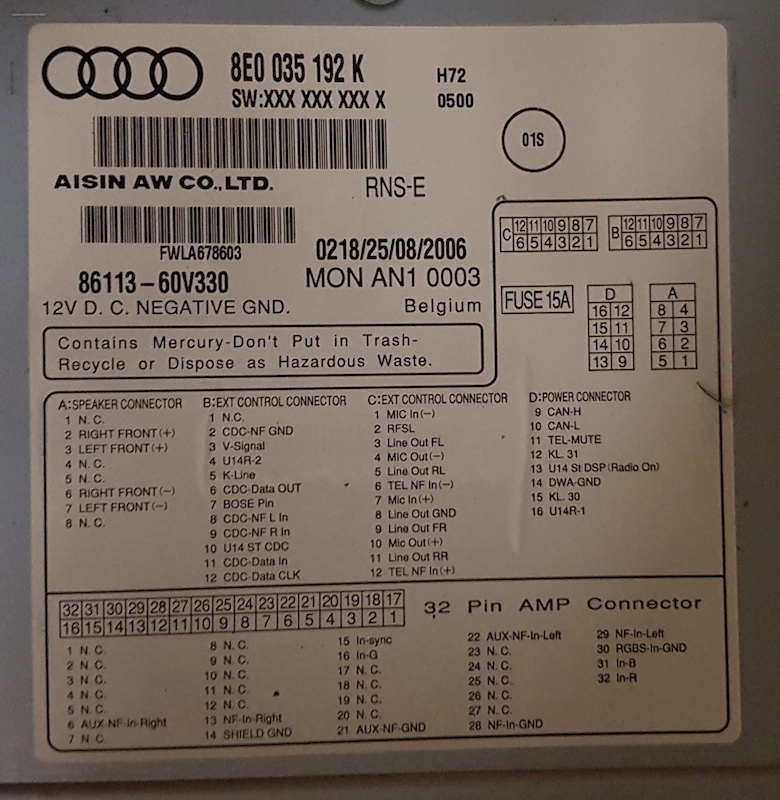 8E0 035 192 K
H72
SW:XXX XXX XXX X
0500
01S
AISIN AW CO.,LTD.
RNS-E
FWLA678603
0218/25/08/2006
86113-60V330
MON AN1 0003
12V D. C. NEGATIVE GND.
Belgium
Contains Mercury-Don't Put in Trash-
Recycle or Dispose as Hazardous Waste.
C 12 11 10 9 8 7
6 5 4 3 2 1
B 12 11 10 9 8 7
6 5 4 3 2 1
FUSE 15A
D
16 12
15 11
14 10
13 9
A
8 4
7 3
6 2
5 1
A:SPEAKER CONNECTOR
1 N. C.
2 RIGHT FRONT(+)
3 LEFT FRONT(+)
4 N. C.
5 N. C.
6 RIGHT FRONT(-)
7 LEFT FRONT(-)
8 N. C.
B:EXT CONTROL CONNECTOR
1 N.C.
2 CDC-NF GND
3 V-Signal
4 U14R-2
5 K-Line
6 CDC-Data OUT
7 BOSE Pin
8 CDC-NF L In
9 CDC-NF R In
10 U14 ST CDC
11 CDC-Data In
12 CDC-Data CLK
C:EXT CONTROL CONNECTOR
1 MIC In(-)
2 RFSL
3 Line Out FL
4 MIC Out(-)
5 Line Out RL
6 TEL NF In(-)
7 Mic In(+)
8 Line Out GND
9 Line Out FR
10 Mic Out(+)
11 Line Out RR
12 TEL NF In(+)
D:POWER CONNECTOR
9 CAN-H
10 CAN-L
11 TEL-MUTE
12 KL. 31
13 U14 St DSP (Radio On)
14 DWA-GND
15 KL. 30
16 U14R-1
32 31 30 29 28 27 26 25 24 23 22 21 20 19 18 17
16 15 14 13 12 11 10 9 8 7 6 5 4 3 2 1
32 Pin AMP Connector
1 N. C.
2 N. C.
3 N. C.
4 N. C.
5 N. C.
6 AUX-NF-In-Right
7 N. C.
8 N. C.
9 N. C.
10 N. C.
11 N. C.
12 N. C.
13 NF-In-Right
14 SHIELD GND
15 In-sync
16 In-G
17 N. C.
18 N. C.
19 N. C.
20 N. C.
21 AUX-NF-GND
22 AUX-NF-In-Left
23 N. C.
24 N. C.
25 N. C.
26 N. C.
27 N. C.
28 NF-In-GND
29 NF-In-Left
30 RGBS-In-GND
31 In-B
32 In-R